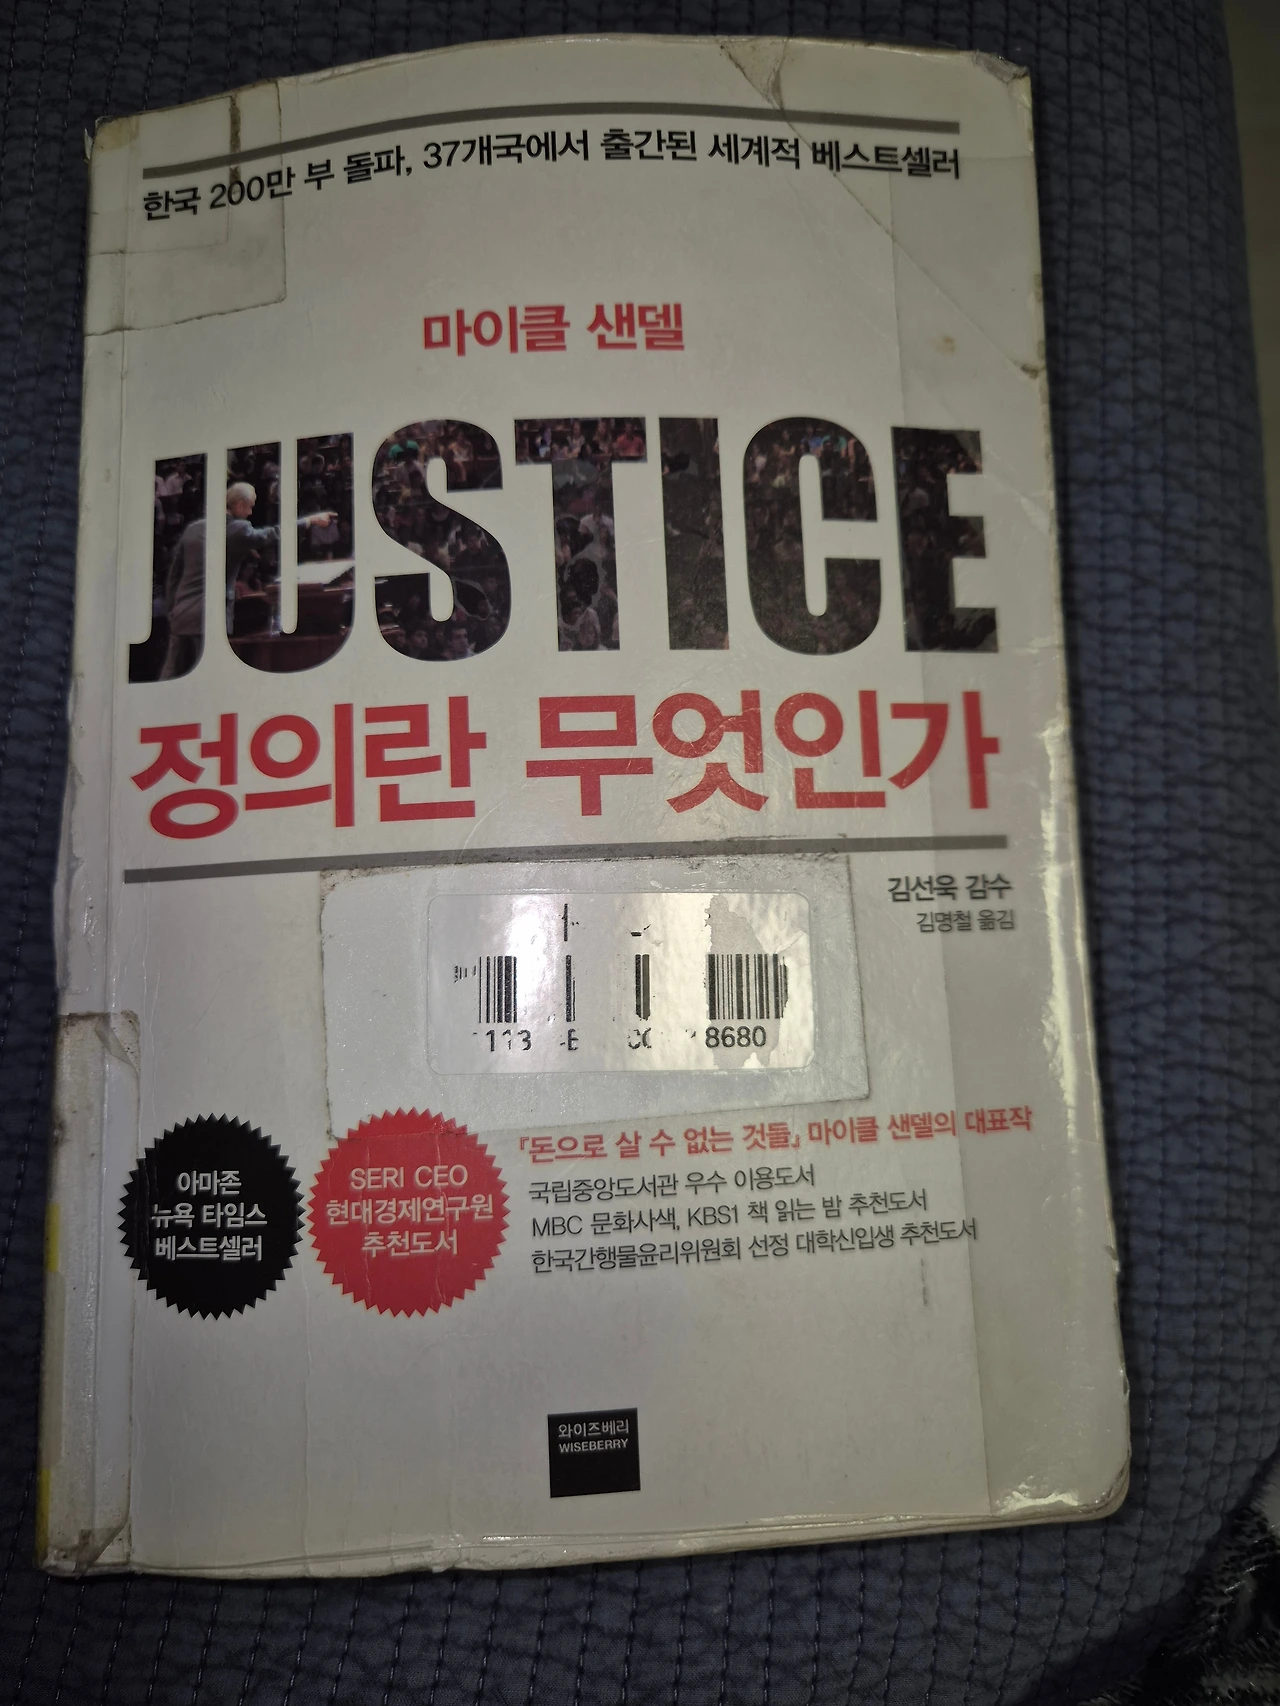 한국 200만 부 돌파, 37개국에서 출간된 세계적 베스트셀러
마이클 샌델
JUSTICE
정의란 무엇인가
김선욱 감수
김명철 옮김
8680
아마존
뉴욕 타임스
베스트셀러
SERI CEO
현대경제연구원
추천도서
『돈으로 살 수 없는 것들』 마이클 샌델의 대표작
국립중앙도서관 우수 이용도서
MBC 문화사색, KBS1 책 읽는 밤 추천도서
한국간행물윤리위원회 선정 대학신입생 추천도서
와이즈베리
WISEBERRY